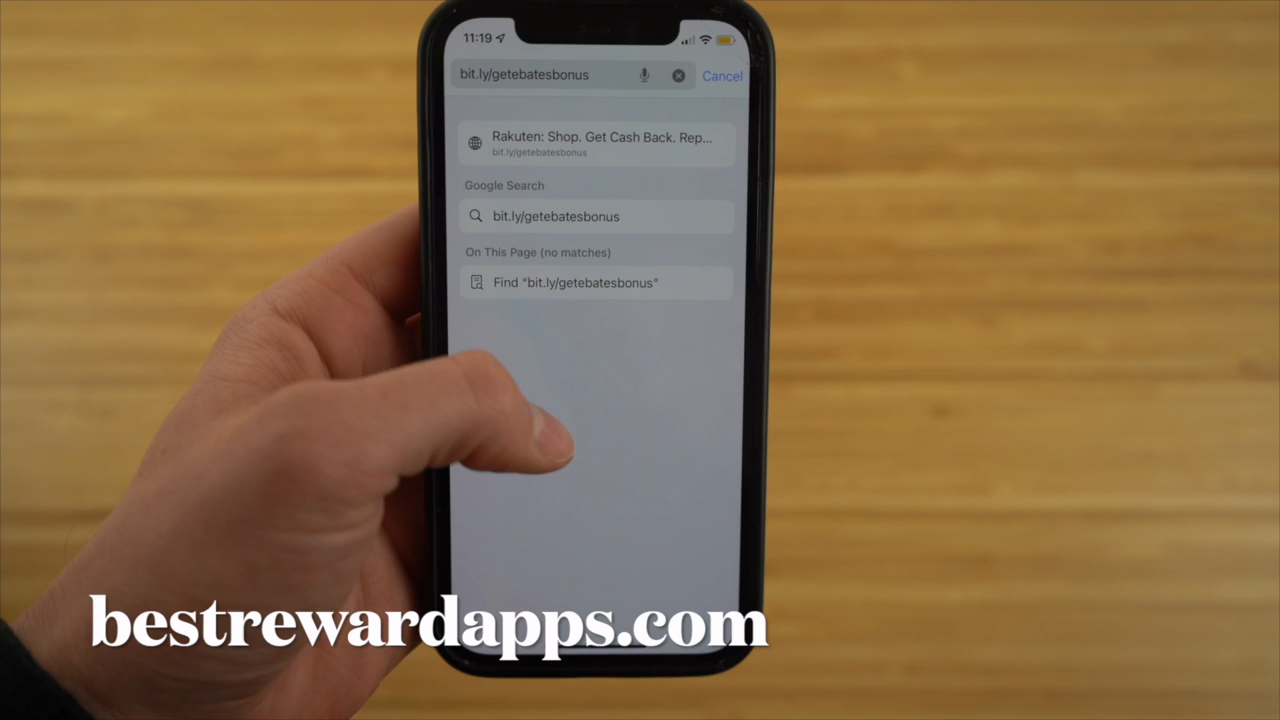 11:19
bit.ly/getebatesbonus
Cancel
Rakuten: Shop. Get Cash Back. Rep...
bit.ly/getebatesbonus
Google Search
bit.ly/getebatesbonus
On This Page (no matches)
Find “bit.ly/getebatesbonus”
bestrewardapps.com